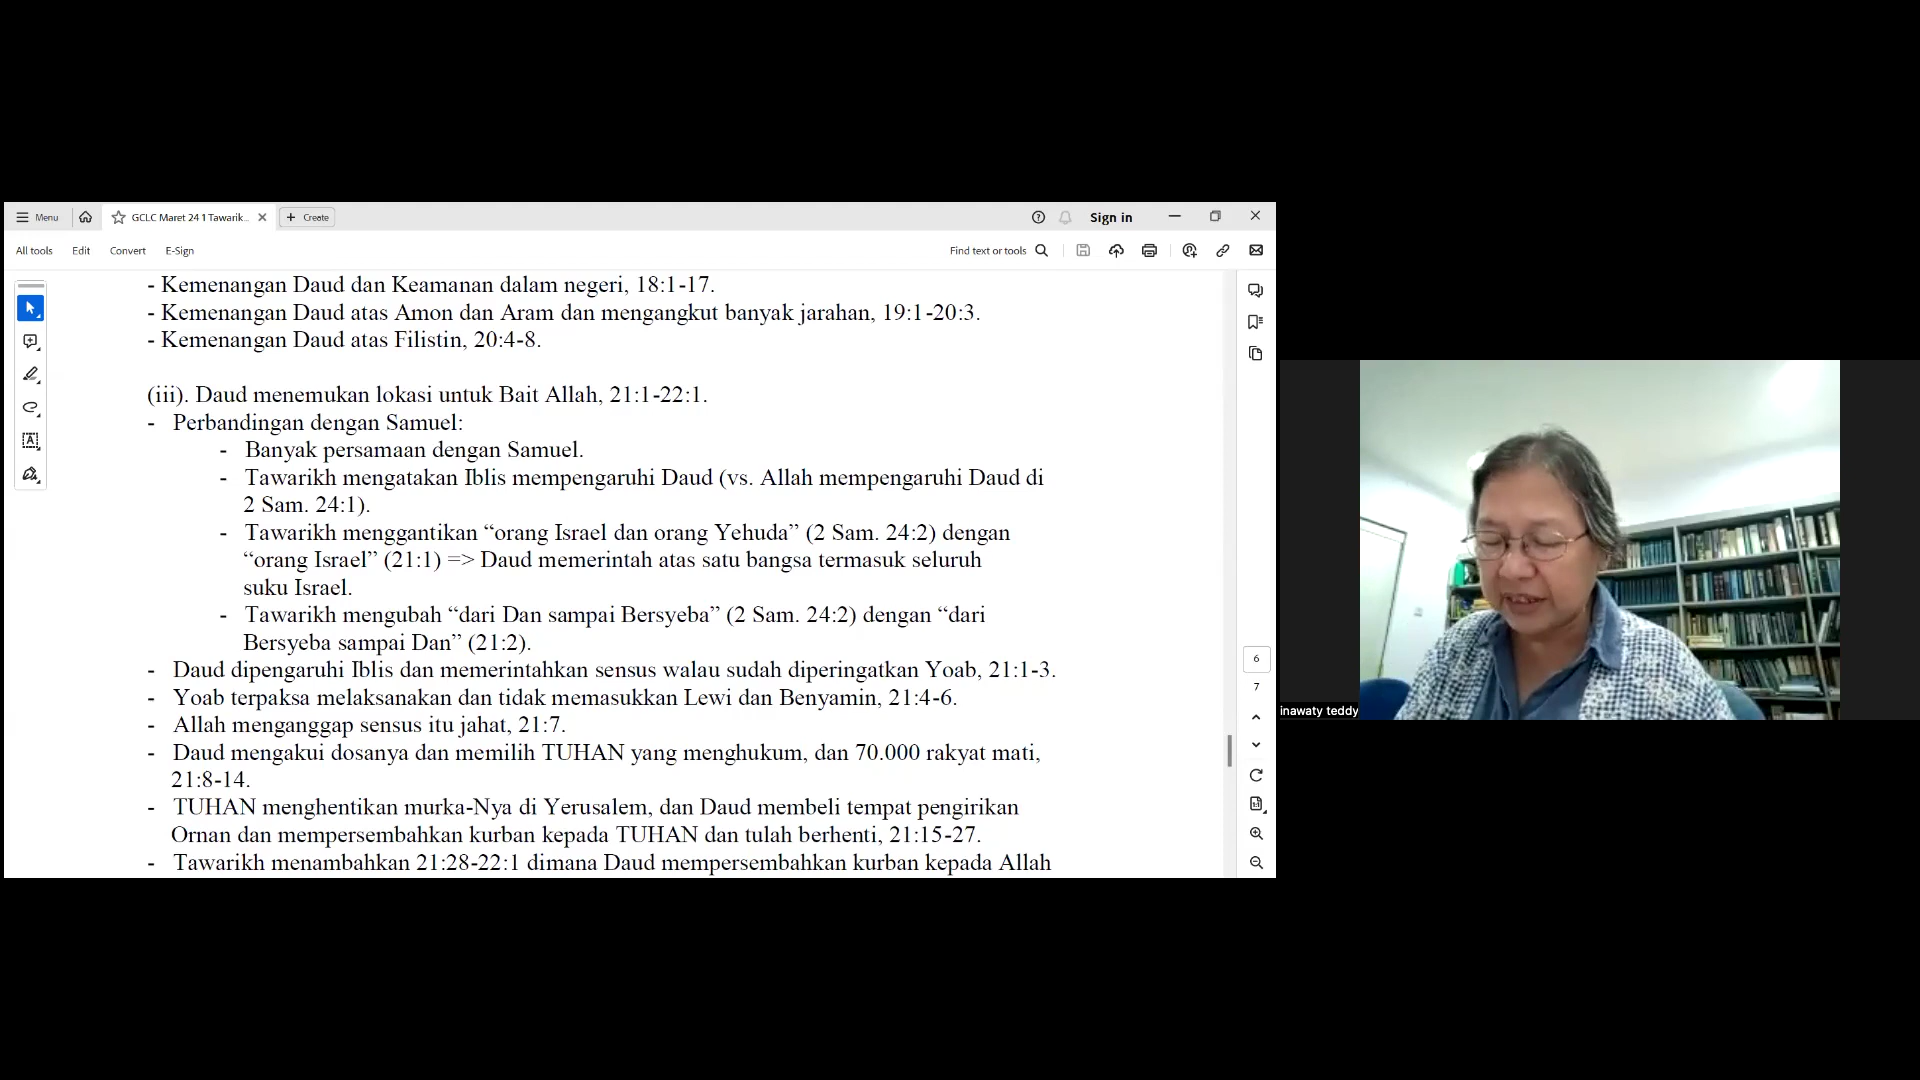 Menu
GCLC Maret 24 1 Tawarik...
Create
Sign in
All tools
Edit
Convert
E-Sign
Find text or tools
- Kemenangan Daud dan Keamanan dalam negeri, 18:1-17.
- Kemenangan Daud atas Amon dan Aram dan mengangkut banyak jarahan, 19:1-20:3.
- Kemenangan Daud atas Filistin, 20:4-8.
(iii). Daud menemukan lokasi untuk Bait Allah, 21:1-22:1.
- Perbandingan dengan Samuel:
- Banyak persamaan dengan Samuel.
- Tawarikh mengatakan Iblis mempengaruhi Daud (vs. Allah mempengaruhi Daud di
2 Sam. 24:1).
- Tawarikh menggantikan “orang Israel dan orang Yehuda” (2 Sam. 24:2) dengan
“orang Israel” (21:1) => Daud memerintah atas satu bangsa termasuk seluruh
suku Israel.
- Tawarikh mengubah “dari Dan sampai Bersyeba” (2 Sam. 24:2) dengan “dari
Bersyeba sampai Dan” (21:2).
- Daud dipengaruhi Iblis dan memerintahkan sensus walau sudah diperingatkan Yoab, 21:1-3.
- Yoab terpaksa melaksanakan dan tidak memasukkan Lewi dan Benyamin, 21:4-6.
- Allah menganggap sensus itu jahat, 21:7.
- Daud mengakui dosanya dan memilih TUHAN yang menghukum, dan 70.000 rakyat mati,
21:8-14.
- TUHAN menghentikan murka-Nya di Yerusalem, dan Daud membeli tempat pengirikan
Ornan dan mempersembahkan kurban kepada TUHAN dan tulah berhenti, 21:15-27.
- Tawarikh menambahkan 21:28-22:1 dimana Daud mempersembahkan kurban kepada Allah
6
7
inawaty teddy